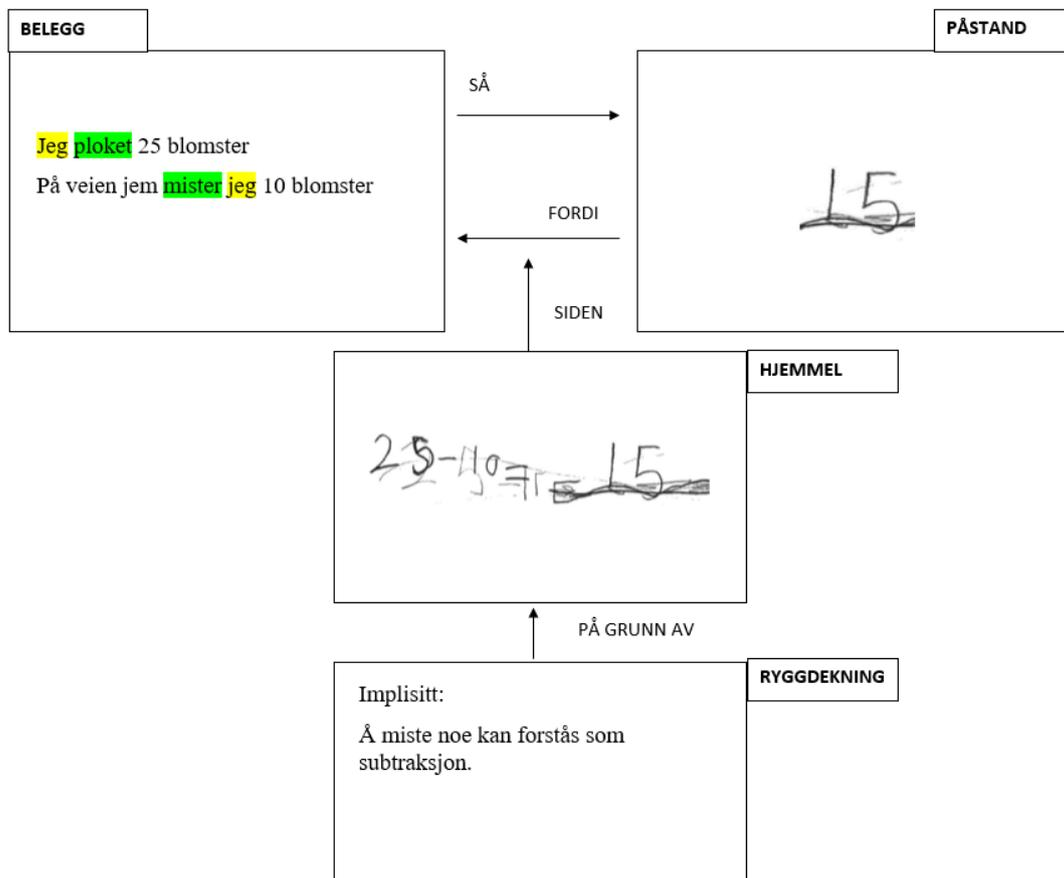 BELEGG
PÅSTAND
SÅ
Jeg ploket 25 blomster
På veien jem mister jeg 10 blomster
15
FORDI
SIDEN
HJEMMEL
25-10= = 15
PÅ GRUNN AV
RYGGDEKNING
Implisitt:
Å miste noe kan forstås som
subtraksjon.